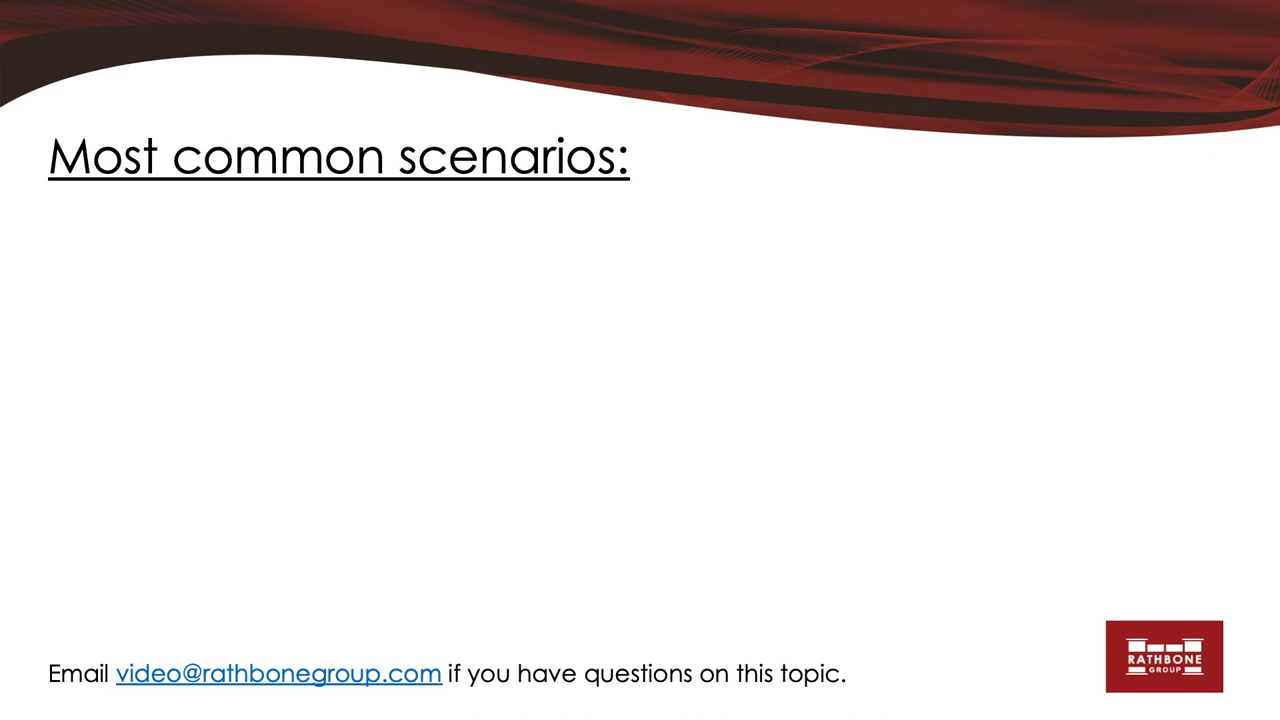 Most common scenarios:
Email video@rathbonegroup.com if you have questions on this topic.
RATHBONE
GROUP